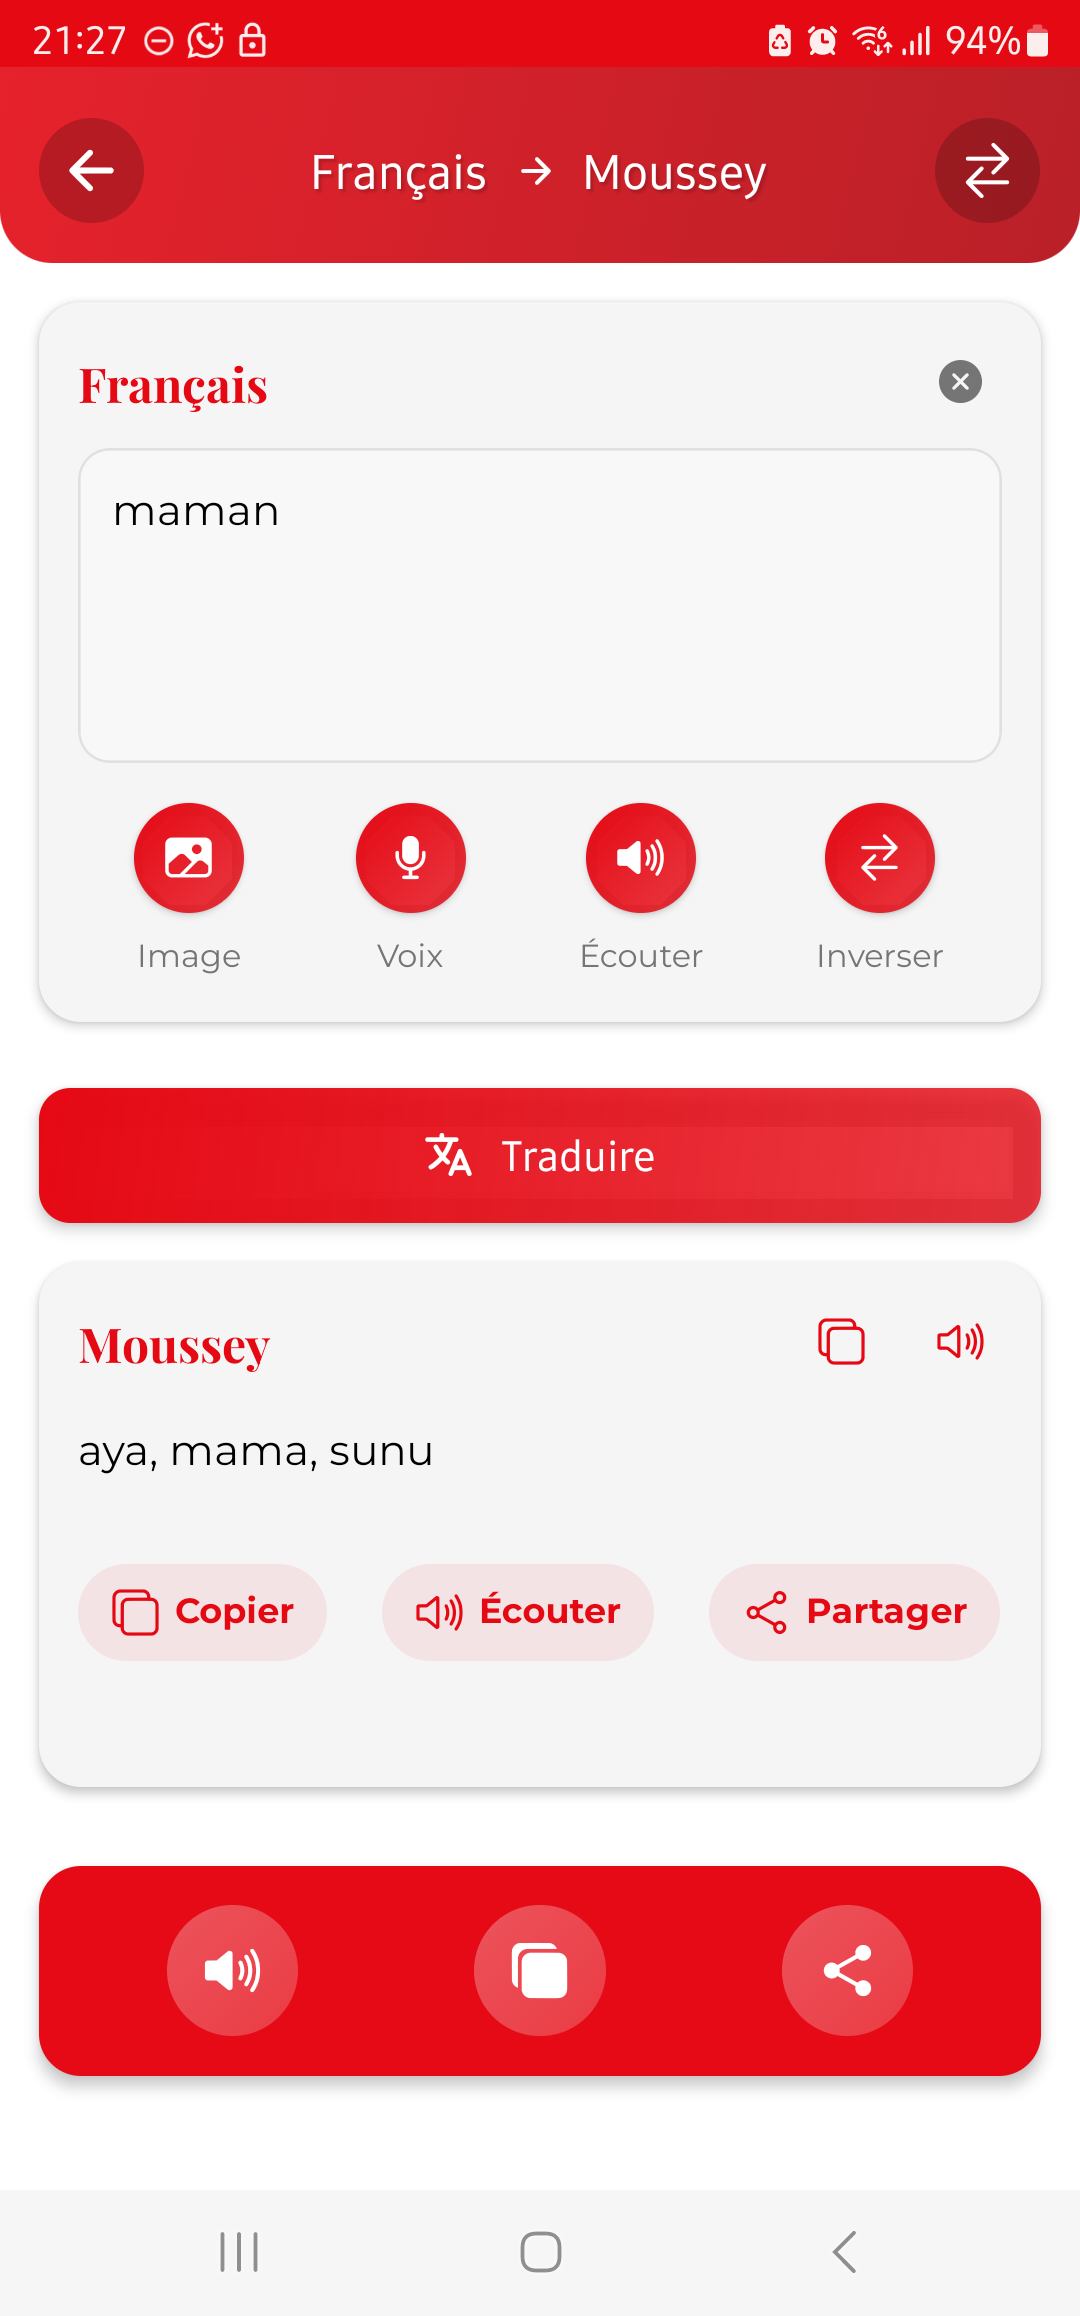 21:27 94%
Français → Moussey
Français
maman
Image Voix Écouter Inverser
Traduire
Moussey
aya, mama, sunu
Copier Écouter Partager